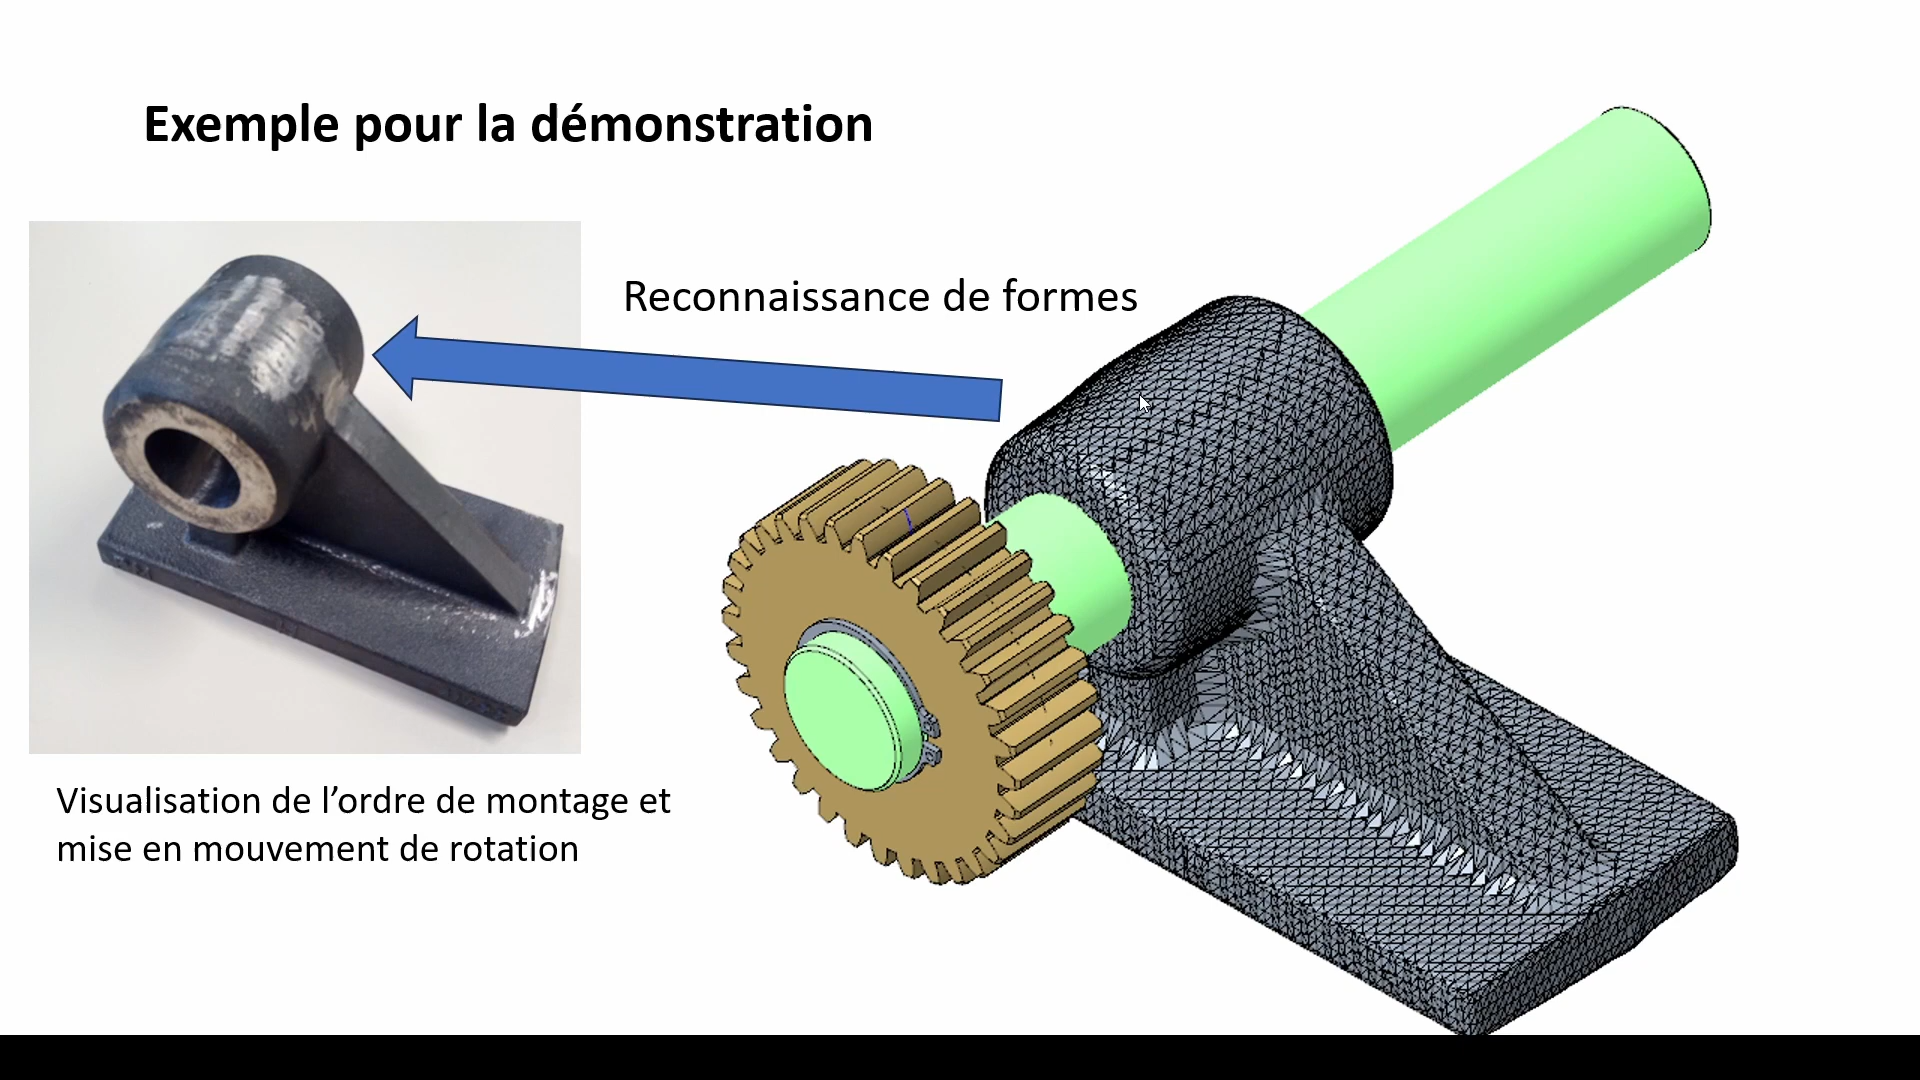 Exemple pour la démonstration
Reconnaissance de formes
Visualisation de l’ordre de montage et
mise en mouvement de rotation